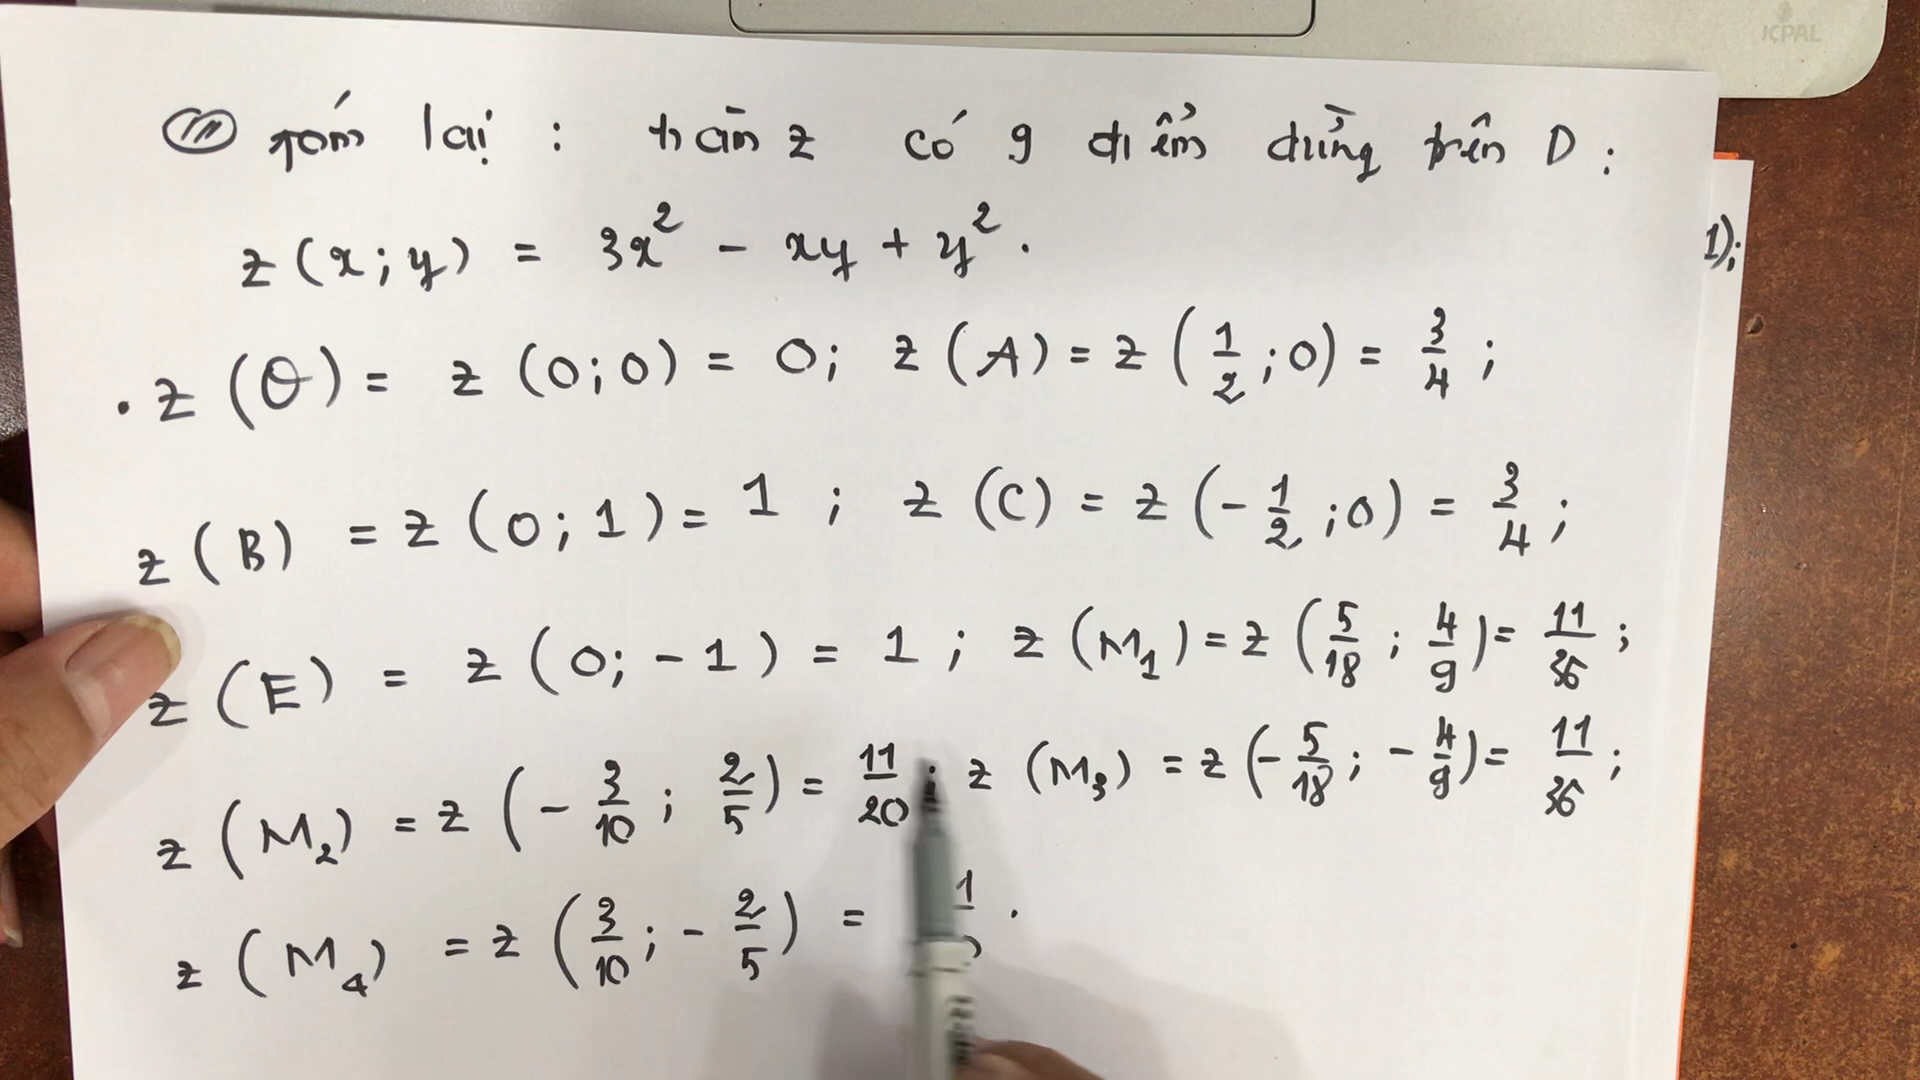 JCPAL
Tóm lại : hàm z có 9 điểm dừng trên D :
z(x;y) = 3x² - xy + y².
1);
. z(O) = z(0;0) = 0; z(A) = z(1/2;0) = 3/4;
z(B) = z(0;1) = 1; z(C) = z(-1/2;0) = 3/4;
z(E) = z(0;-1) = 1; z(M₁) = z(5/18; 4/9) = 11/36;
z(M₂) = z(-3/10; 2/5) = 11/20; z(M₃) = z(-5/18; -4/9) = 11/36;
z(M₄) = z(3/10; -2/5) =